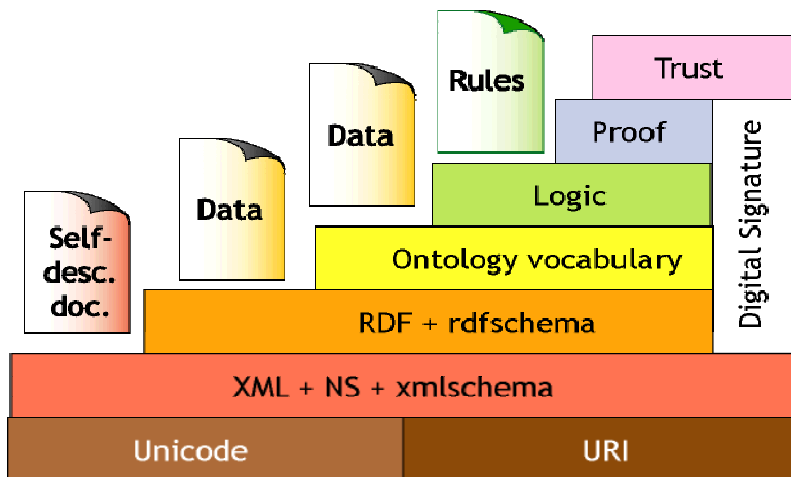 Rules
Trust
Data
Proof
Data
Logic
Self-
desc.
doc.
Ontology vocabulary
Digital Signature
RDF + rdfschema
XML + NS + xmlschema
Unicode
URI